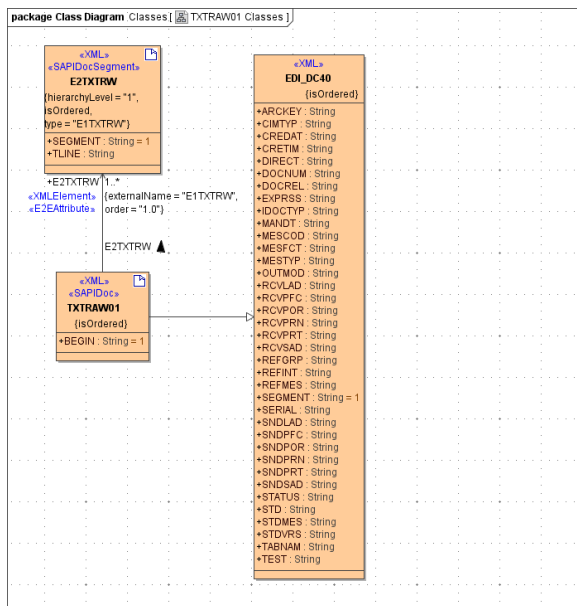 package Class Diagram Classes [ TXTRAW01 Classes ]
«XML»
«SAPIDocSegment»
E2TXTRW
{hierarchyLevel = "1",
isOrdered,
type = "E1TXTRW"}
+SEGMENT : String = 1
+TLINE : String
+E2TXTRW 1..*
«XMLElement» {externalName = "E1TXTRW",
«E2EAttribute» order = "1.0"}
E2TXTRW
«XML»
«SAPIDoc»
TXTRAW01
{isOrdered}
+BEGIN : String = 1
«XML»
EDI_DC40
{isOrdered}
+ARCKEY : String
+CIMTYP : String
+CREDAT : String
+CRETIM : String
+DIRECT : String
+DOCNUM : String
+DOCREL : String
+EXPRSS : String
+IDOCTYP : String
+MANDT : String
+MESCOD : String
+MESFCT : String
+MESTYP : String
+OUTMOD : String
+RCVLAD : String
+RCVPFC : String
+RCVPOR : String
+RCVPRN : String
+RCVPRT : String
+RCVSAD : String
+REFGRP : String
+REFINT : String
+REFMES : String
+SEGMENT : String = 1
+SERIAL : String
+SNDLAD : String
+SNDPFC : String
+SNDPOR : String
+SNDPRN : String
+SNDPRT : String
+SNDSAD : String
+STATUS : String
+STD : String
+STDMES : String
+STDVRS : String
+TABNAM : String
+TEST : String